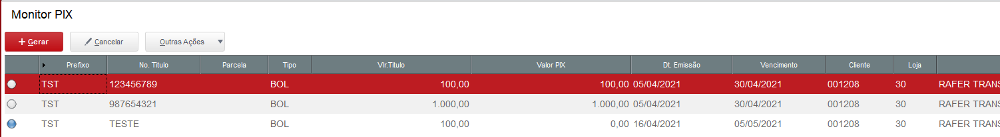 Monitor PIX
+ Gerar Cancelar Outras Ações
Prefixo No. Titulo Parcela Tipo Vlr.Titulo Valor PIX Dt. Emissão Vencimento Cliente Loja
TST 123456789 BOL 100,00 100,00 05/04/2021 30/04/2021 001208 30 RAFER TRANS
TST 987654321 BOL 1.000,00 1.000,00 05/04/2021 30/04/2021 001208 30 RAFER TRANS
TST TESTE BOL 100,00 0,00 16/04/2021 05/05/2021 001208 30 RAFER TRANS